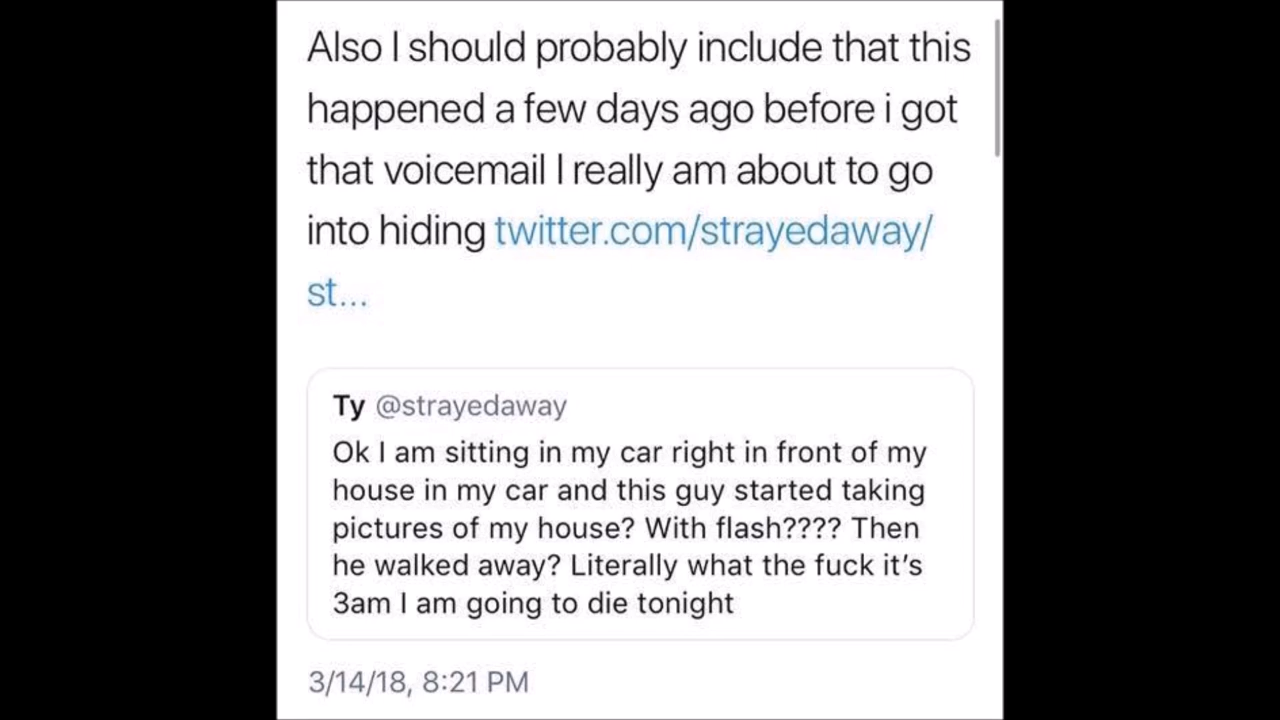 Also I should probably include that this
happened a few days ago before i got
that voicemail I really am about to go
into hiding twitter.com/strayedaway/
st...
Ty @strayedaway
Ok I am sitting in my car right in front of my
house in my car and this guy started taking
pictures of my house? With flash???? Then
he walked away? Literally what the fuck it's
3am I am going to die tonight
3/14/18, 8:21 PM